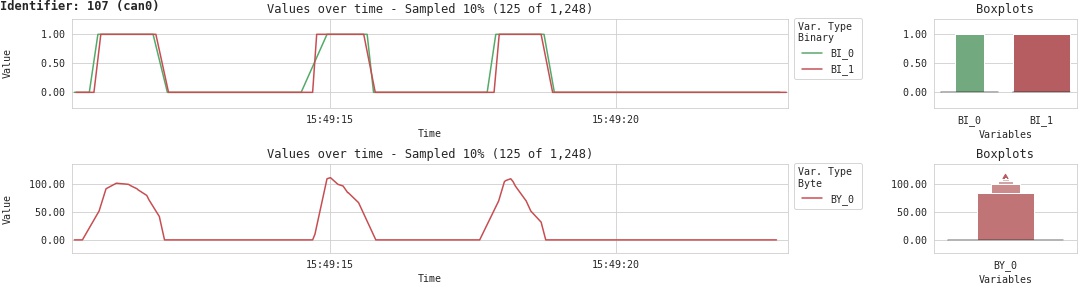 Identifier: 107 (can0)
Values over time - Sampled 10% (125 of 1,248)
Value
1.00
0.50
0.00
15:49:15
15:49:20
Time
Var. Type
Binary
BI_0
BI_1
Boxplots
1.00
0.50
0.00
BI_0
BI_1
Variables
Values over time - Sampled 10% (125 of 1,248)
Value
100.00
50.00
0.00
15:49:15
15:49:20
Time
Var. Type
Byte
BY_0
Boxplots
100.00
50.00
0.00
BY_0
Variables